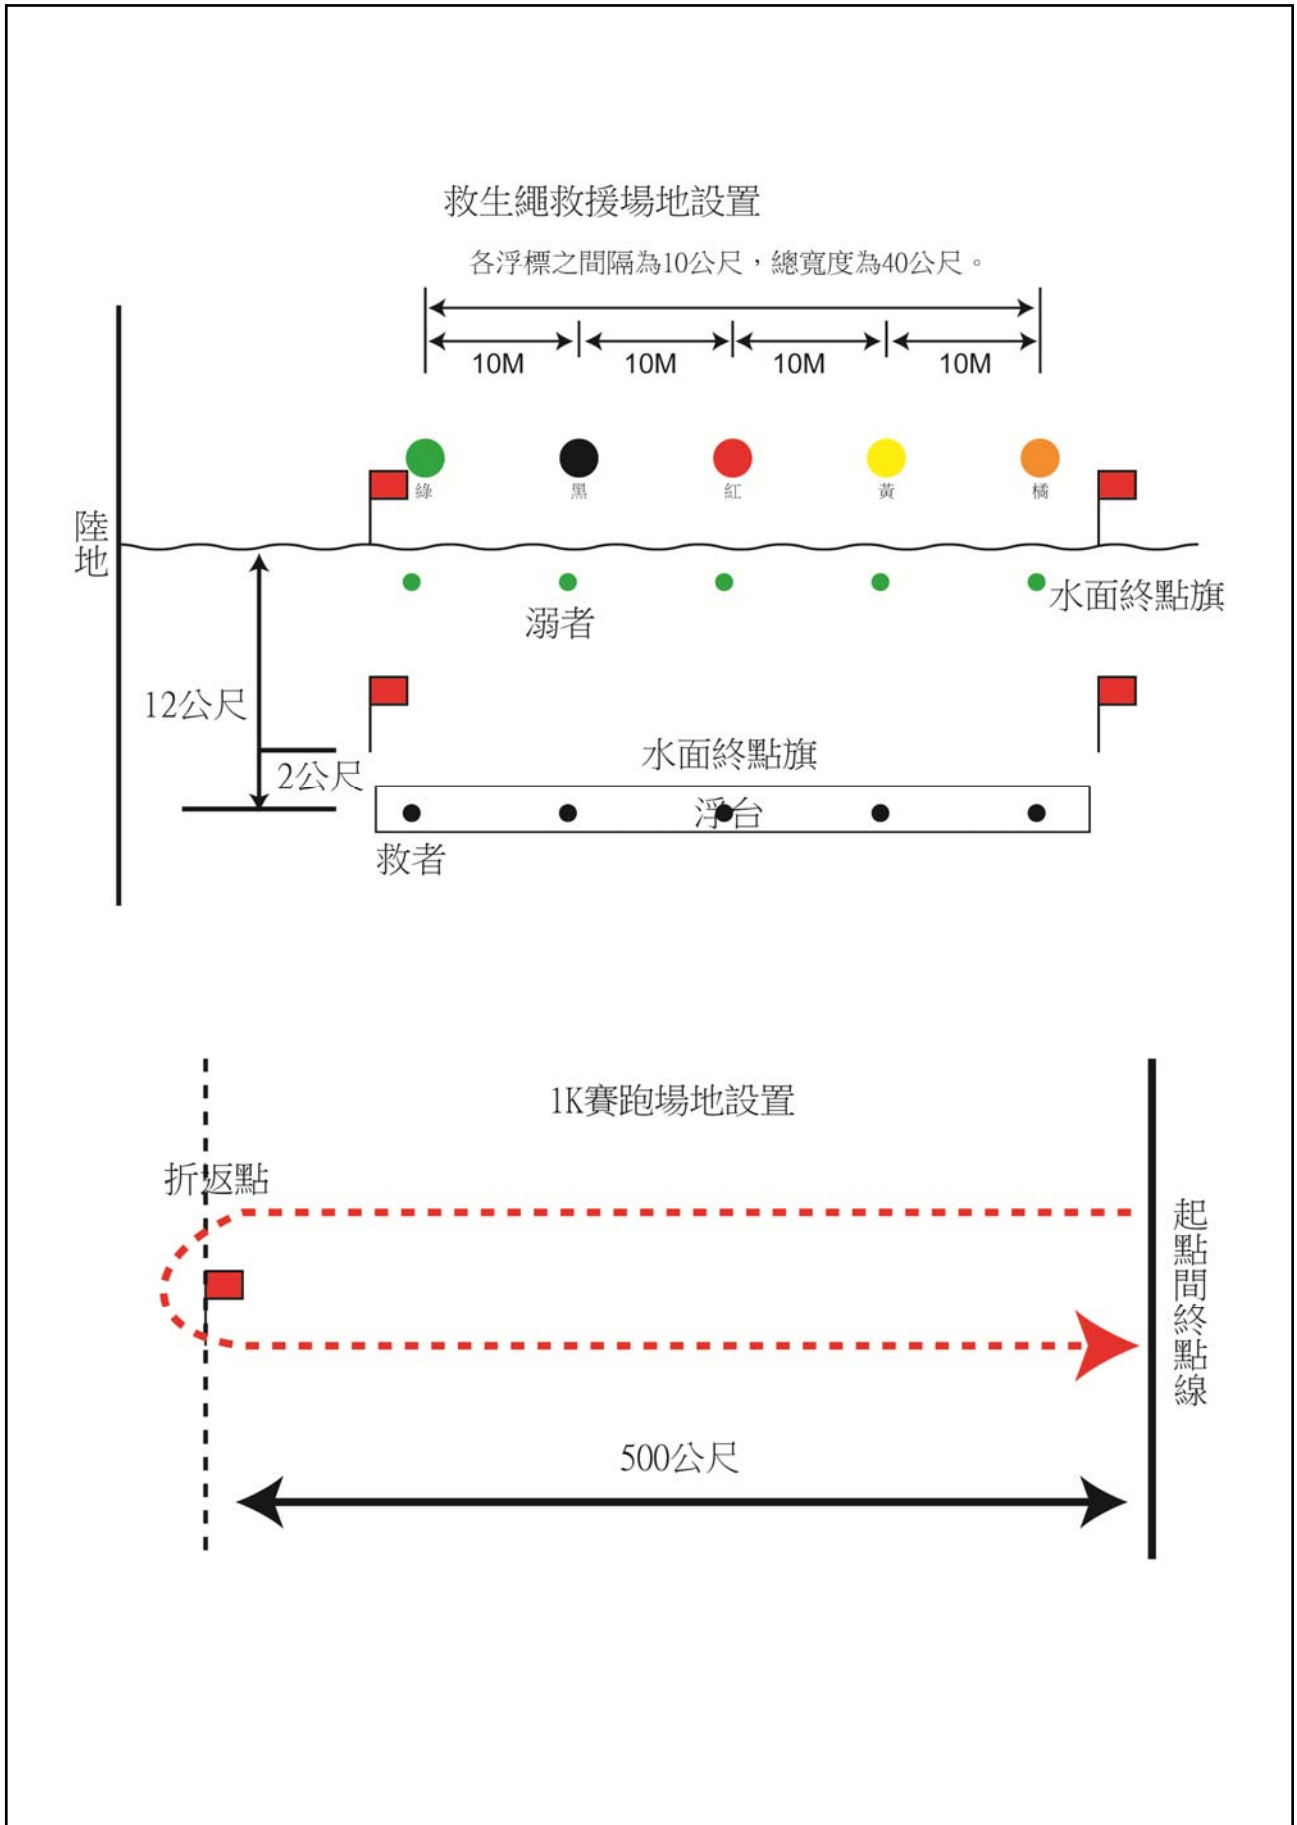 救生繩救援場地設置
各浮標之間隔為10公尺，總寬度為40公尺。
10M
10M
10M
10M
綠
黑
紅
黃
橘
陸地
水面終點旗
溺者
12公尺
水面終點旗
2公尺
浮台
救者
1K賽跑場地設置
折返點
起點間終點線
500公尺